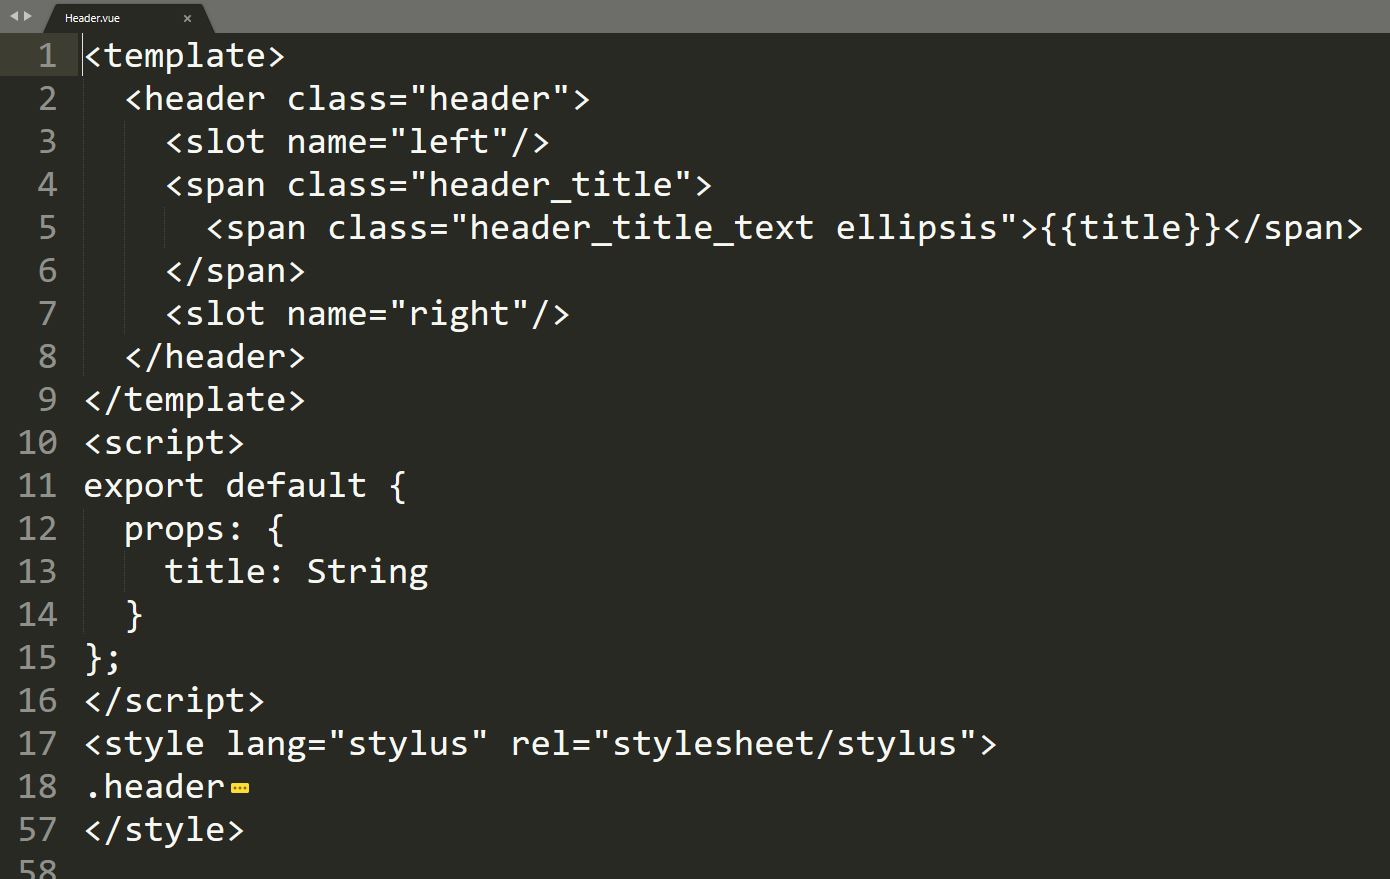 Header.vue ×
1 <template>
2   <header class="header">
3     <slot name="left"/>
4     <span class="header_title">
5       <span class="header_title_text ellipsis">{{title}}</span>
6     </span>
7     <slot name="right"/>
8   </header>
9 </template>
10 <script>
11 export default {
12   props: {
13     title: String
14   }
15 };
16 </script>
17 <style lang="stylus" rel="stylesheet/stylus">
18 .header
57 </style>
58